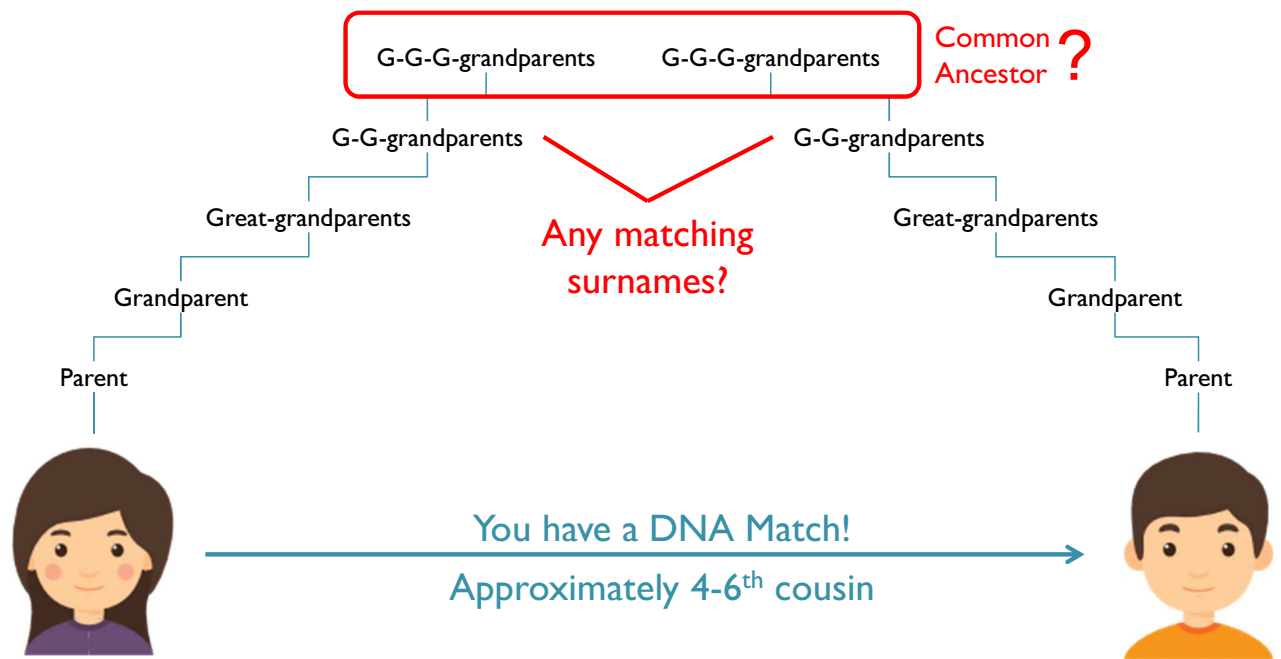 G-G-G-grandparents G-G-G-grandparents
Common
Ancestor ?
G-G-grandparents G-G-grandparents
Great-grandparents Great-grandparents
Any matching
surnames?
Grandparent Grandparent
Parent Parent
You have a DNA Match!
Approximately 4-6th cousin